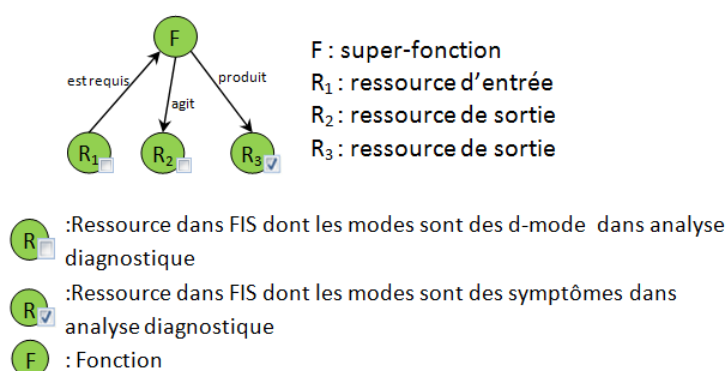 F
F : super-fonction
est requis
produit
R₁ : ressource d'entrée
agit
R₂ : ressource de sortie
R₁
R₂
R₃
R₃ : ressource de sortie
R
:Ressource dans FIS dont les modes sont des d-mode dans analyse
diagnostique
R
:Ressource dans FIS dont les modes sont des symptômes dans
analyse diagnostique
F
: Fonction